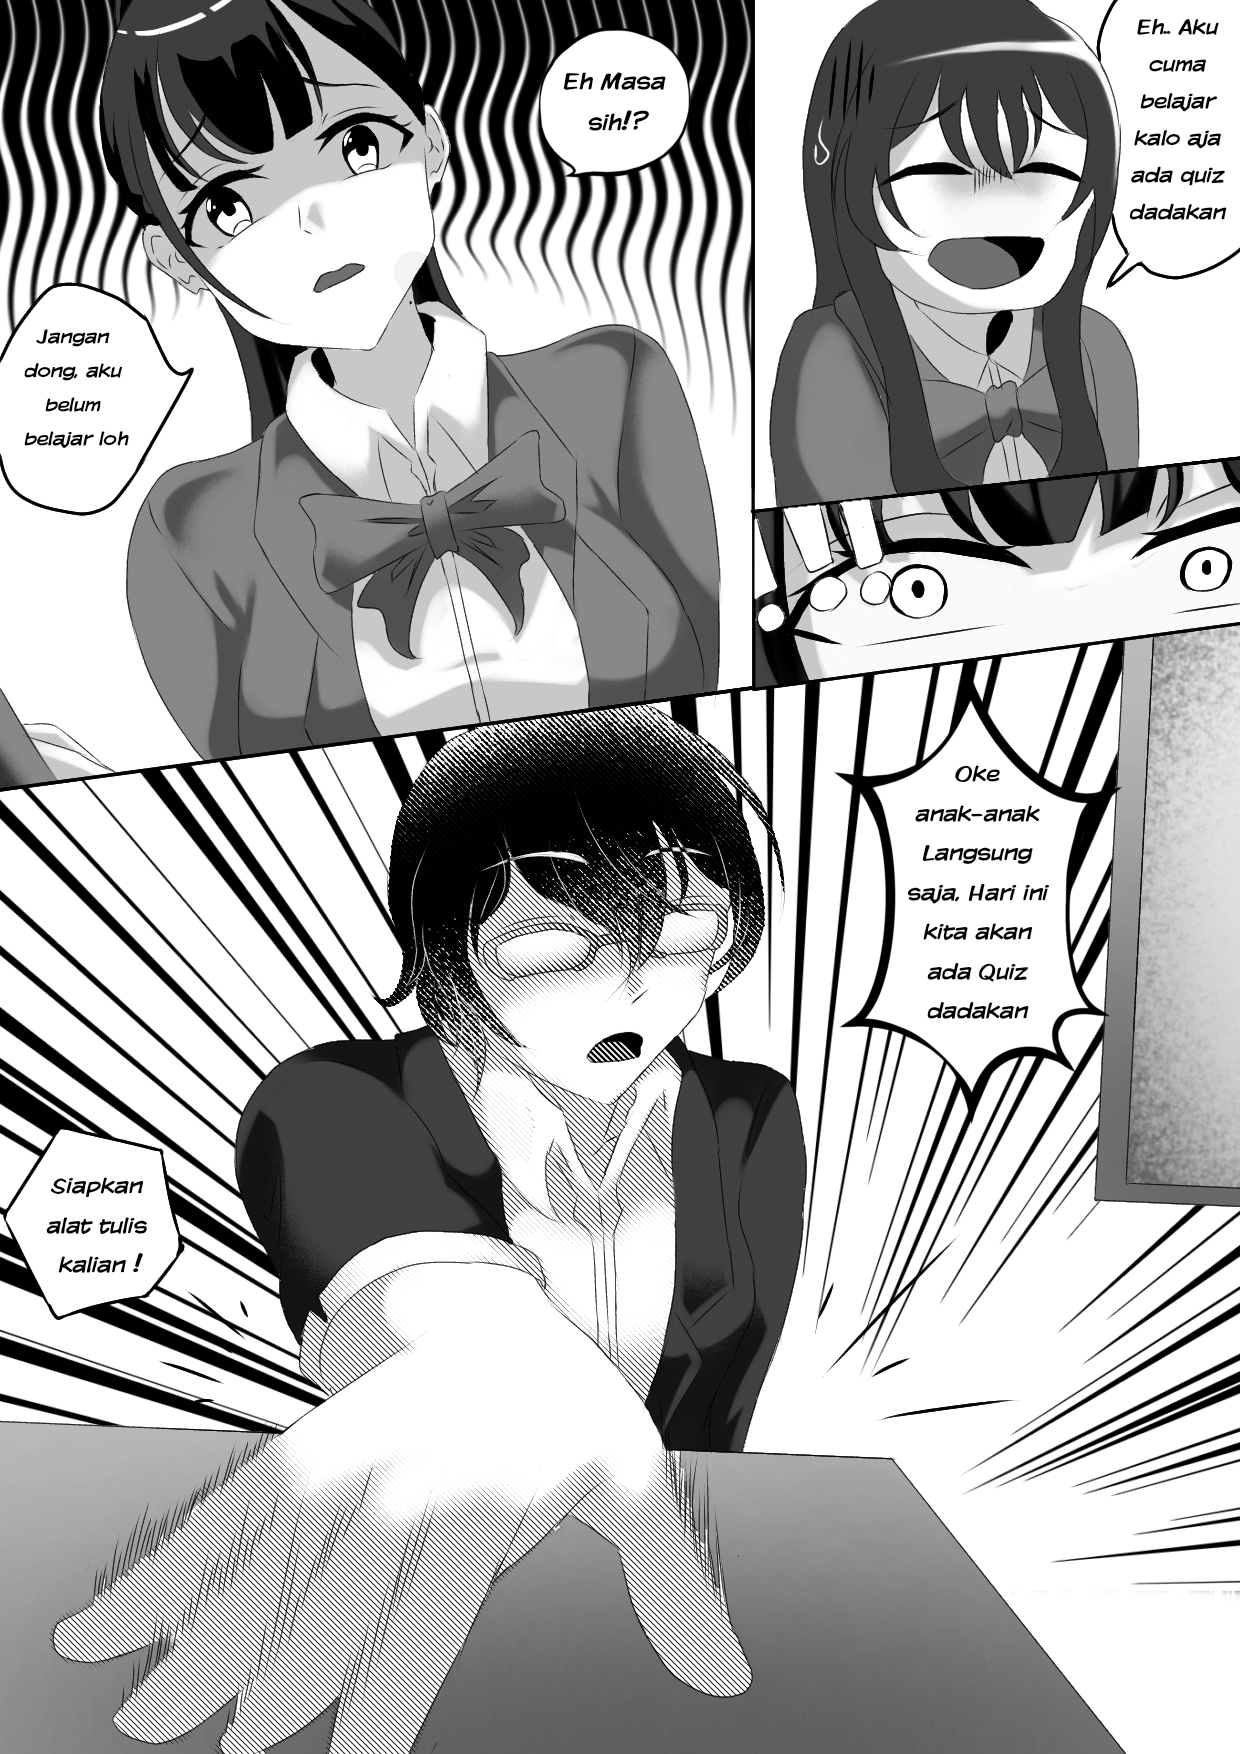 Eh Masa
sih!?
Jangan
dong, aku
belum
belajar loh
Eh.. Aku
cuma
belajar
kalo aja
ada quiz
dadakan
Oke
anak-anak
Langsung
saja, Hari ini
kita akan
ada Quiz
dadakan
Siapkan
alat tulis
kalian !